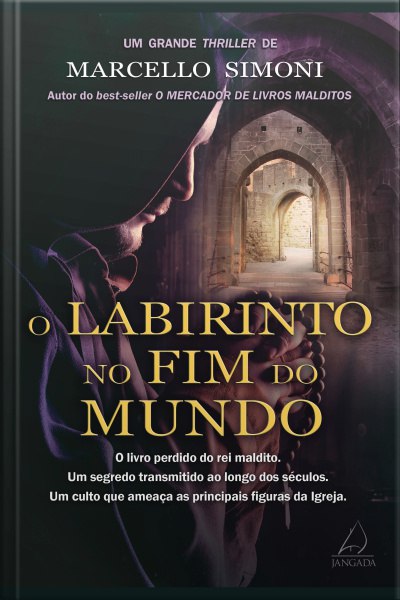 UM GRANDE THRILLER DE
MARCELLO SIMONI
Autor do best-seller O MERCADOR DE LIVROS MALDITOS
O LABIRINTO
NO FIM DO
MUNDO
O livro perdido do rei maldito.
Um segredo transmitido ao longo dos séculos.
Um culto que ameaça as principais figuras da Igreja.
JANGADA